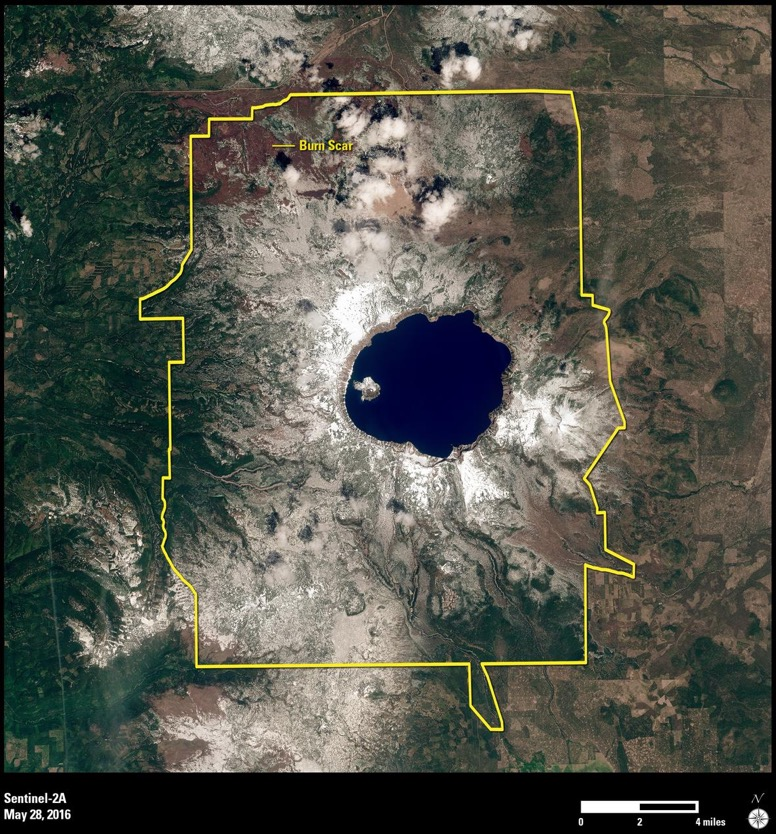 Burn Scar
Sentinel-2A
May 28, 2016
N
0 2 4 miles